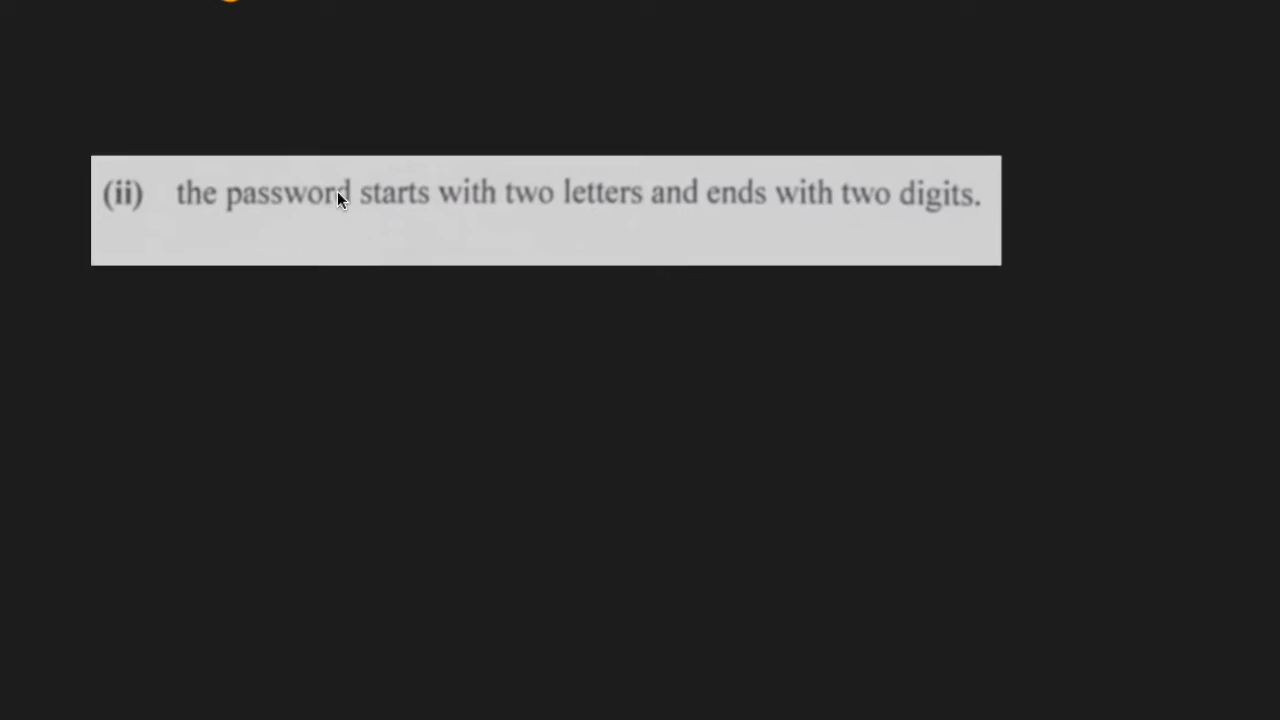 (ii) the password starts with two letters and ends with two digits.